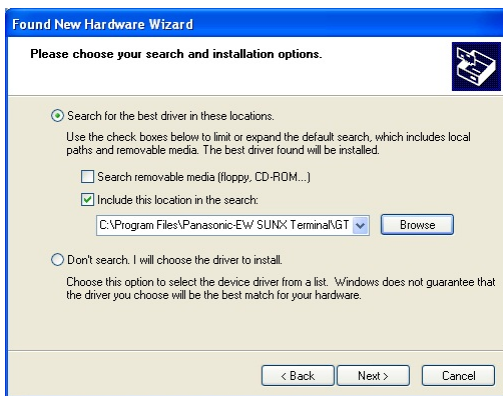 Found New Hardware Wizard
Please choose your search and installation options.
Search for the best driver in these locations.
Use the check boxes below to limit or expand the default search, which includes local
paths and removable media. The best driver found will be installed.
Search removable media (floppy, CD-ROM...)
Include this location in the search:
C:\Program Files\Panasonic-EW SUNX Terminal\GT
Browse
Don't search. I will choose the driver to install.
Choose this option to select the device driver from a list. Windows does not guarantee that
the driver you choose will be the best match for your hardware.
< Back
Next >
Cancel